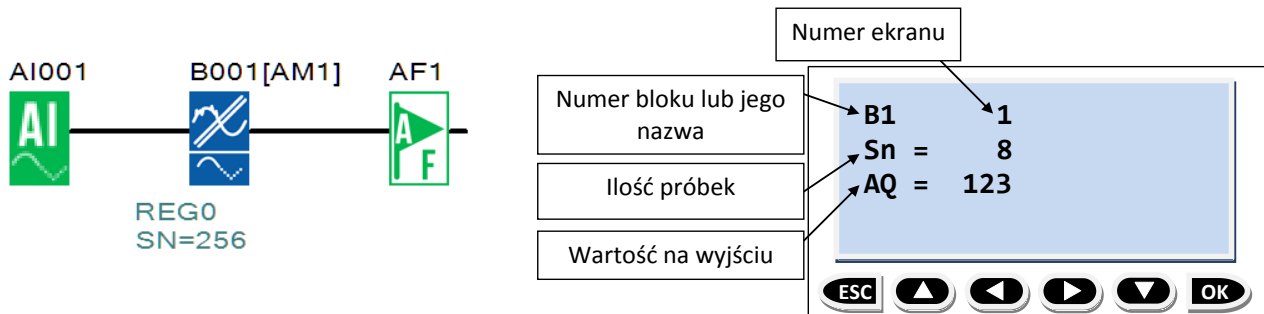 AI001
B001[AM1]
AF1
AI
A
F
REG0
SN=256
Numer ekranu
Numer bloku lub jego
nazwa
Ilość próbek
Wartość na wyjściu
B1 1
Sn = 8
AQ = 123
ESC
OK